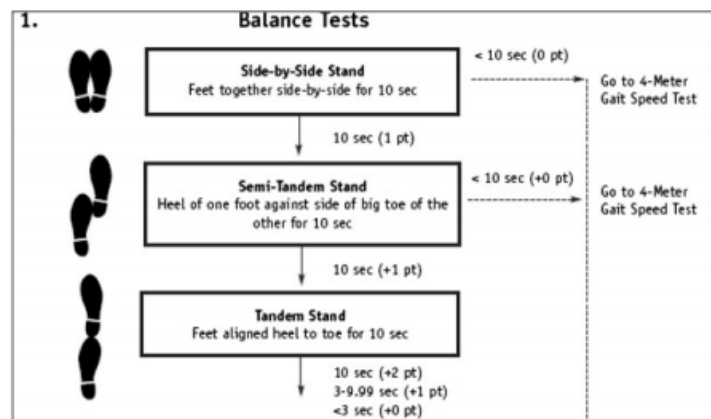 1.
Balance Tests
Side-by-Side Stand
Feet together side-by-side for 10 sec
< 10 sec (0 pt)
Go to 4-Meter
Gait Speed Test
10 sec (1 pt)
Semi-Tandem Stand
Heel of one foot against side of big toe of the
other for 10 sec
< 10 sec (+0 pt)
Go to 4-Meter
Gait Speed Test
10 sec (+1 pt)
Tandem Stand
Feet aligned heel to toe for 10 sec
10 sec (+2 pt)
3-9.99 sec (+1 pt)
<3 sec (+0 pt)